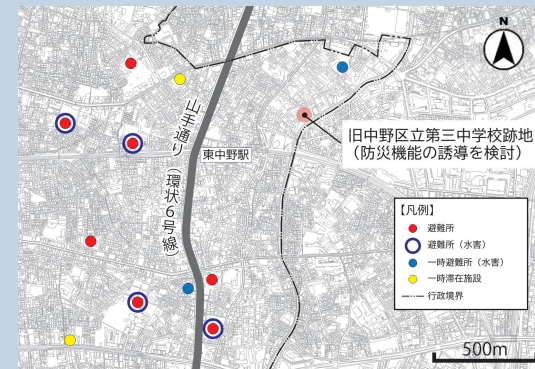 N
旧中野区立第三中学校跡地
（防災機能の誘導を検討）
山手通り（環状6号線）
東中野駅
【凡例】
避難所
避難所（水害）
一時避難所（水害）
一時滞在施設
行政境界
500m